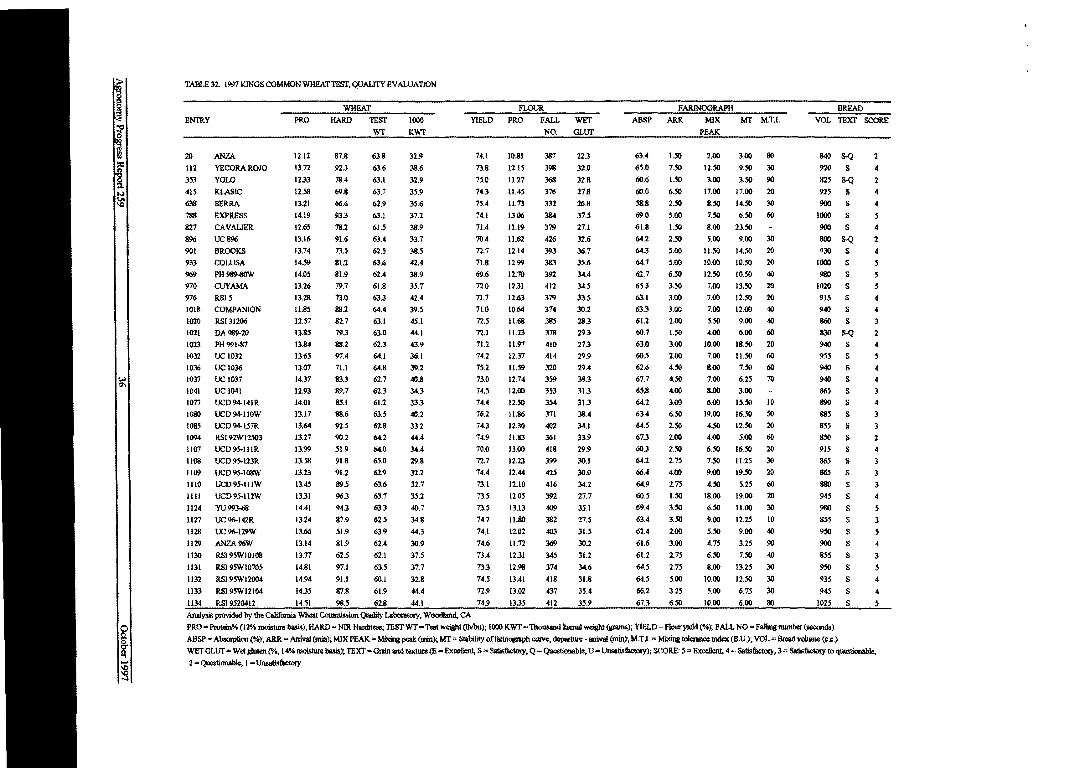 TABLE 32. 1997 KINGS COMMON WHEAT TEST, QUALITY EVALUATION
WHEAT FLOUR FARINOGRAPH BREAD
ENTRY PRO HARD TEST 1000 YIELD PRO FALL WET ABSP ARR MIX MT M.T.I. VOL TEXT SCORE
WT KWT NO. GLUT PEAK
20 ANZA 12.12 87.8 63.8 32.9 74.1 10.85 387 22.3 63.4 1.50 2.00 3.00 80 840 S-Q 2
112 YECORA ROJO 13.72 92.3 63.6 38.6 73.8 12.15 398 32.0 65.0 7.50 12.50 9.50 30 920 S 4
353 YOLO 12.33 78.4 63.1 32.9 75.0 11.27 368 32.8 60.6 1.50 3.00 3.50 90 825 S-Q 2
415 KLASIC 12.58 69.8 63.7 35.9 74.3 11.45 376 27.8 60.0 6.50 17.00 17.00 20 925 S 4
628 SERRA 13.21 66.6 62.9 35.6 75.4 11.73 332 26.8 58.8 2.50 8.50 14.50 30 900 S 4
788 EXPRESS 14.19 93.3 63.1 37.2 74.1 13.06 384 37.5 69.0 5.00 7.50 6.50 60 1000 S 5
827 CAVALIER 12.65 78.2 61.5 38.9 71.4 11.19 379 27.1 61.8 1.50 8.00 23.50 - 900 S 4
896 UC 896 13.16 91.6 63.4 33.7 70.4 11.62 426 32.6 64.2 2.50 5.00 9.00 30 800 S-Q 2
901 BROOKS 13.74 73.5 62.5 38.5 72.7 12.14 393 36.7 64.3 5.00 11.50 14.50 20 930 S 4
933 COLUSA 14.59 81.2 63.6 42.4 71.8 12.99 383 35.6 64.7 5.00 10.00 10.50 20 1000 S 5
969 PH 989-80W 14.05 81.9 62.4 38.9 69.6 12.70 392 34.4 62.7 6.50 12.50 10.50 40 980 S 5
970 CUYAMA 13.26 79.7 61.8 35.7 72.0 12.31 412 34.5 65.3 3.50 7.00 13.50 20 1020 S 5
976 RSI 5 13.28 73.0 63.3 42.4 71.7 12.63 379 33.5 63.1 3.00 7.00 12.50 20 915 S 4
1018 COMPANION 11.85 88.2 64.4 39.5 71.0 10.64 374 30.2 63.3 3.00 7.00 12.00 40 940 S 4
1020 RSI 31206 12.57 82.7 63.1 45.1 72.5 11.68 385 28.3 61.2 2.00 5.50 9.00 40 860 S 3
1021 DA 989-20 13.85 79.3 63.0 44.1 72.1 11.23 378 29.3 60.7 1.50 4.00 6.00 60 830 S-Q 2
1023 PH 991-87 13.84 88.2 62.3 43.9 71.2 11.97 410 27.3 63.0 3.00 10.00 18.50 20 940 S 4
1032 UC 1032 13.65 97.4 64.1 36.1 74.2 12.37 414 29.9 60.5 2.00 7.00 11.50 60 955 S 5
1036 UC 1036 13.07 71.1 64.8 39.2 75.2 11.59 320 29.4 62.6 4.50 8.00 7.50 60 940 S 4
1037 UC 1037 14.37 83.3 62.7 40.8 73.0 12.74 359 38.3 67.7 4.50 7.00 6.25 70 940 S 4
1041 UC 1041 12.93 89.7 62.3 34.3 74.5 12.00 353 31.3 65.8 4.00 8.00 3.00 - 865 S 3
1077 UCD 94-141R 14.01 85.1 61.2 33.3 74.4 12.50 354 31.3 64.2 3.00 6.00 15.50 10 890 S 4
1080 UCD 94-110W 13.17 88.6 63.5 40.2 76.2 11.86 371 38.4 63.4 6.50 19.00 16.50 50 885 S 3
1085 UCD 94-157R 13.64 92.5 62.8 33.2 74.3 12.80 402 34.1 64.5 2.50 4.50 12.50 20 855 S 3
1094 RSI 92W12503 13.27 90.2 64.2 44.4 74.9 11.83 361 33.9 67.3 2.00 4.00 5.00 60 850 S 2
1107 UCD 95-111R 13.99 51.9 64.0 34.4 70.0 13.00 418 29.9 60.3 2.50 6.50 16.50 20 915 S 4
1108 UCD 95-123R 13.58 91.8 65.0 29.8 72.7 12.23 399 30.1 64.2 2.75 7.50 11.25 30 865 S 3
1109 UCD 95-108W 13.23 91.2 62.9 32.2 74.4 12.44 425 30.0 66.4 4.00 9.00 19.50 20 865 S 3
1110 UCD 95-111W 13.45 89.5 63.6 32.7 73.1 12.10 416 34.2 64.9 2.75 4.50 5.25 60 880 S 3
1111 UCD 95-112W 13.31 96.3 63.7 35.2 73.5 12.05 392 27.7 60.5 1.50 18.00 19.00 20 945 S 4
1124 YU 993-68 14.41 94.3 63.3 40.7 73.5 13.13 409 35.1 69.4 3.50 6.50 11.00 30 980 S 5
1127 UC 96-142R 13.24 87.9 62.5 34.8 74.7 11.80 382 27.5 63.4 3.50 9.00 12.25 10 855 S 3
1128 UC 96-129W 13.66 51.9 63.9 44.3 74.1 12.02 403 31.5 62.4 2.00 5.50 9.00 40 950 S 5
1129 ANZA 96W 13.14 81.9 62.4 30.9 74.6 11.72 369 30.2 61.6 3.00 4.75 3.25 90 900 S 4
1130 RSI 95W10108 13.77 62.5 62.1 37.5 73.4 12.31 345 31.2 61.2 2.75 6.50 7.50 40 855 S 3
1131 RSI 95W10705 14.81 97.1 63.5 37.7 73.3 12.98 374 34.6 64.5 2.75 8.00 13.25 30 950 S 5
1132 RSI 95W12004 14.94 91.1 60.1 32.8 74.5 13.41 418 31.8 64.5 5.00 10.00 12.50 30 935 S 4
1133 RSI 95W12164 14.35 87.8 61.9 44.4 72.9 13.02 437 35.4 66.2 3.25 5.00 6.75 30 975 S 4
1134 RSI 9520412 14.51 98.5 62.8 44.1 74.9 13.35 412 35.9 67.3 6.50 10.00 6.00 80 1025 S 5
Analysis provided by the California Wheat Commission Quality Laboratory, Woodland, CA
PRO = Protein% (12% moisture basis), HARD = NIR Hardness; TEST WT = Test weight (lb/bu); 1000 KWT = Thousand kernel weight (grams); YIELD = Flour yield (%); FALL NO = Falling number (seconds)
ABSP = Absorption (%); ARR = Arrival (min); MIX PEAK = Mixing peak (min); MT = Stability of farinograph curve, departure - arrival (min); M.T.I. = Mixing tolerance index (B.U.); VOL = Bread volume (c.c.)
WET GLUT = Wet gluten (%, 14% moisture basis); TEXT = Grain and texture (E = Excellent, S = Satisfactory, Q = Questionable, U = Unsatisfactory); SCORE: 5 = Excellent, 4 = Satisfactory, 3 = Satisfactory to questionable,
2 = Questionable, 1 = Unsatisfactory
Agronomy Progress Report 259
36
October 1997